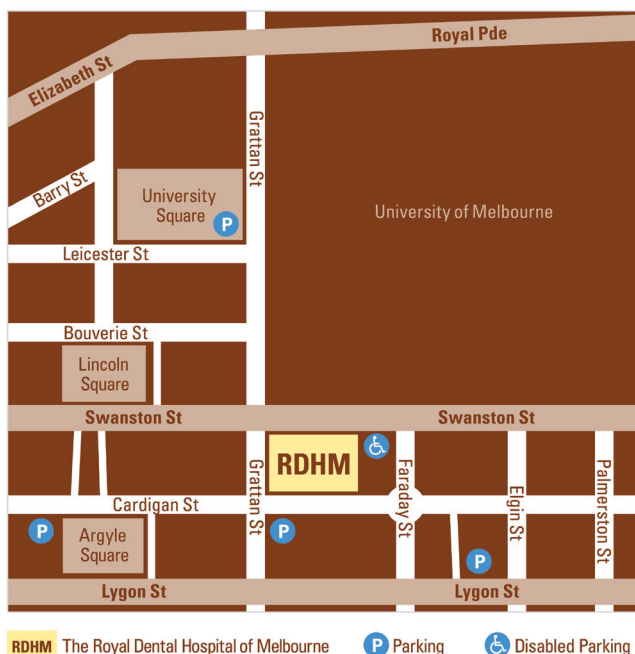 Royal Pde
Elizabeth St
Grattan St
Barry St
University
Square
P
University of Melbourne
Leicester St
Bouverie St
Lincoln
Square
Swanston St
Swanston St
RDHM
Grattan St
Faraday St
Elgin St
Palmerston St
Cardigan St
P
Argyle
Square
P
P
Lygon St
Lygon St
RDHM The Royal Dental Hospital of Melbourne
P Parking
Disabled Parking